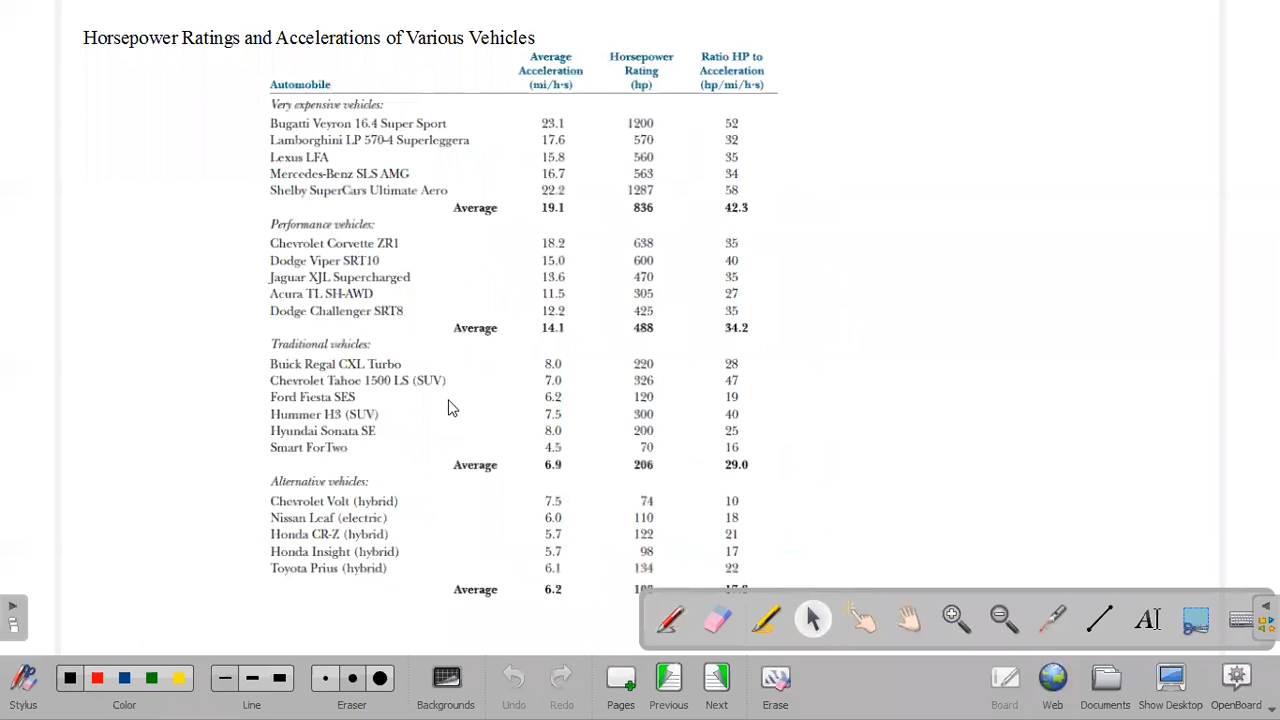 Horsepower Ratings and Accelerations of Various Vehicles
Automobile Average Acceleration (mi/h·s) Horsepower Rating (hp) Ratio HP to Acceleration (hp/mi/h·s)
Very expensive vehicles:
Bugatti Veyron 16.4 Super Sport 23.1 1200 52
Lamborghini LP 570-4 Superleggera 17.6 570 32
Lexus LFA 15.8 560 35
Mercedes-Benz SLS AMG 16.7 563 34
Shelby SuperCars Ultimate Aero 22.2 1287 58
Average 19.1 836 42.3
Performance vehicles:
Chevrolet Corvette ZR1 18.2 638 35
Dodge Viper SRT10 15.0 600 40
Jaguar XJL Supercharged 13.6 470 35
Acura TL SH-AWD 11.5 305 27
Dodge Challenger SRT8 12.2 425 35
Average 14.1 488 34.2
Traditional vehicles:
Buick Regal CXL Turbo 8.0 220 28
Chevrolet Tahoe 1500 LS (SUV) 7.0 326 47
Ford Fiesta SES 6.2 120 19
Hummer H3 (SUV) 7.5 300 40
Hyundai Sonata SE 8.0 200 25
Smart ForTwo 4.5 70 16
Average 6.9 206 29.0
Alternative vehicles:
Chevrolet Volt (hybrid) 7.5 74 10
Nissan Leaf (electric) 6.0 110 18
Honda CR-Z (hybrid) 5.7 122 21
Honda Insight (hybrid) 5.7 98 17
Toyota Prius (hybrid) 6.1 134 22
Average 6.2
AI
Stylus Color Line Eraser Backgrounds Undo Redo Pages Previous Next Erase Board Web Documents Show Desktop OpenBoard